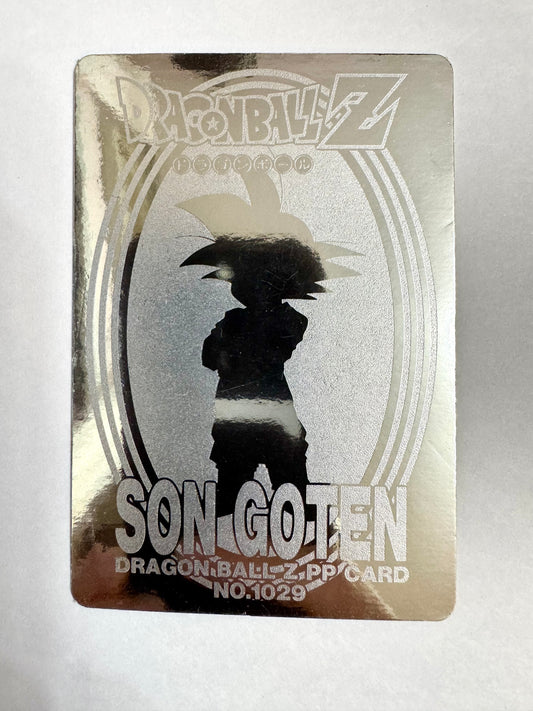 DRAGONBALL Z
ドラゴンボール
SON GOTEN
DRAGON BALL Z PP CARD
NO.1029